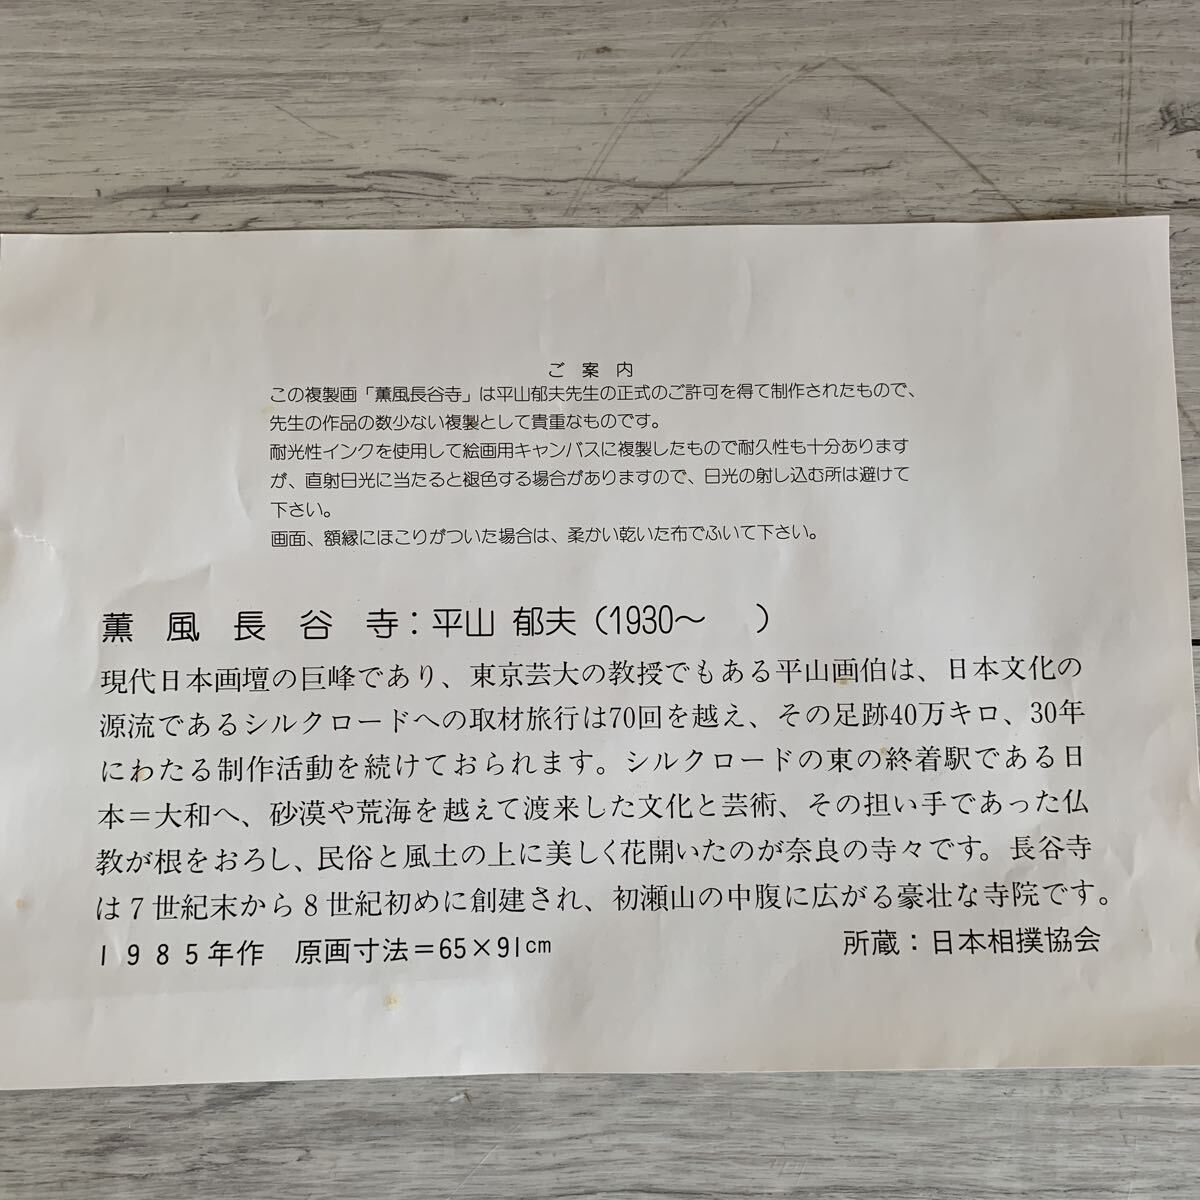 ご 案 内
この複製画「薫風長谷寺」は平山郁夫先生の正式のご許可を得て制作されたもので、
先生の作品の数少ない複製として貴重なものです。
耐光性インクを使用して絵画用キャンバスに複製したもので耐久性も十分あります
が、直射日光に当たると褪色する場合がありますので、日光の射し込む所は避けて
下さい。
画面、額縁にほこりがついた場合は、柔かい乾いた布でふいて下さい。
薫 風 長 谷 寺：平山 郁夫（1930～　）
現代日本画壇の巨峰であり、東京芸大の教授でもある平山画伯は、日本文化の
源流であるシルクロードへの取材旅行は70回を越え、その足跡40万キロ、30年
にわたる制作活動を続けておられます。シルクロードの東の終着駅である日
本＝大和へ、砂漠や荒海を越えて渡来した文化と芸術、その担い手であった仏
教が根をおろし、民俗と風土の上に美しく花開いたのが奈良の寺々です。長谷寺
は7世紀末から8世紀初めに創建され、初瀬山の中腹に広がる豪壮な寺院です。
1985年作　原画寸法＝65×91cm　所蔵：日本相撲協会